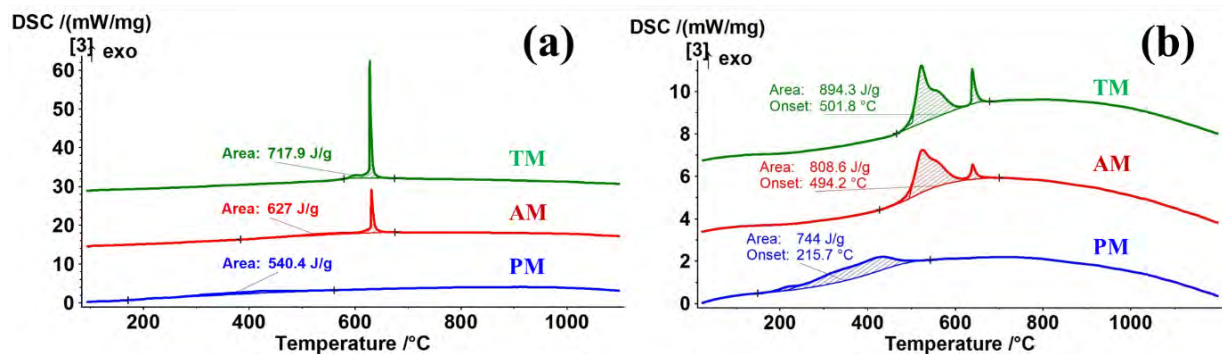 DSC /(mW/mg)
[3] exo
(a)
60
50
40
30
20
10
0
Area: 717.9 J/g
TM
Area: 627 J/g
AM
Area: 540.4 J/g
PM
200 400 600 800 1000
Temperature /°C
DSC /(mW/mg)
[3] exo
(b)
10
8
6
4
2
0
Area: 894.3 J/g
Onset: 501.8 °C
TM
Area: 808.6 J/g
Onset: 494.2 °C
AM
Area: 744 J/g
Onset: 215.7 °C
PM
200 400 600 800 1000
Temperature /°C